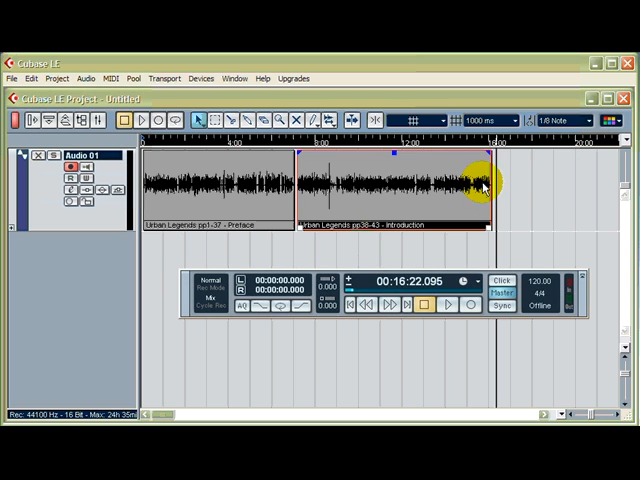 Cubase LE
File Edit Project Audio MIDI Pool Transport Devices Window Help Upgrades
Cubase LE Project - Untitled
1000 ms 1/8 Note
4:00 8:00 12:00 16:00 20:00
Audio 01
R W
Urban Legends pp1-37 - Preface
Urban Legends pp38-43 - Introduction
Normal
Rec Mode
Mix
Cycle Rec
L 00:00:00.000
R 00:00:00.000
AQ
0.000
0.000
00:16:22.095
Click
Master
Sync
120.00
4/4
Offline
In
Out
Rec: 44100 Hz - 16 Bit - Max: 24h 35mi